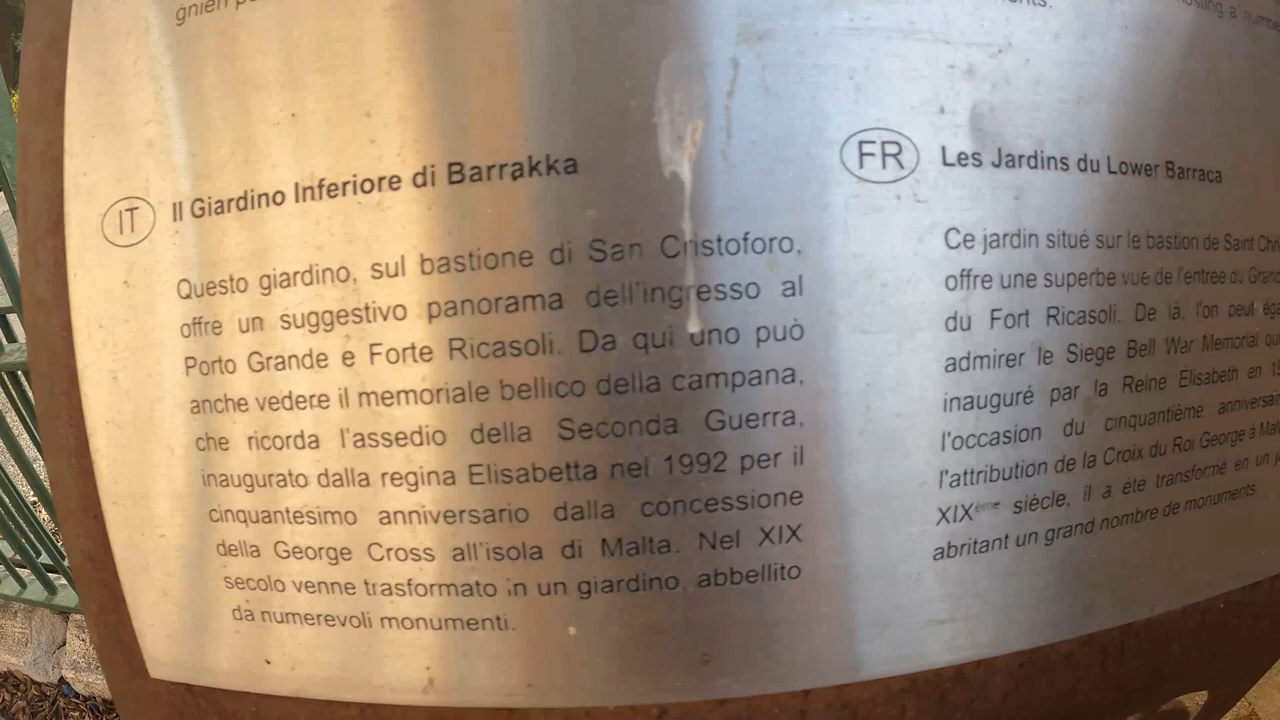 IT Il Giardino Inferiore di Barrakka
Questo giardino, sul bastione di San Cristoforo,
offre un suggestivo panorama dell'ingresso al
Porto Grande e Forte Ricasoli. Da qui uno può
anche vedere il memoriale bellico della campana,
che ricorda l'assedio della Seconda Guerra,
inaugurato dalla regina Elisabetta nel 1992 per il
cinquantesimo anniversario dalla concessione
della George Cross all'isola di Malta. Nel XIX
secolo venne trasformato in un giardino abbellito
da numerevoli monumenti.
FR Les Jardins du Lower Barraca
Ce jardin situé sur le bastion de Saint
offre une superbe vue de l'entrée du
du Fort Ricasoli. De là, l'on peut
admirer le Siege Bell War Memorial
inauguré par la Reine Élisabeth en
l'occasion du cinquantième
l'attribution de la Croix du Roi George à
XIXème siècle, il a été transformé en un
abritant un grand nombre de monuments.